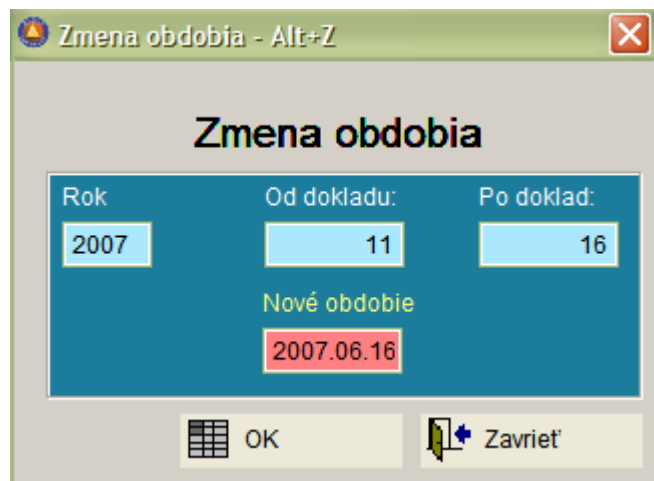 Zmena obdobia - Alt+Z
Zmena obdobia
Rok Od dokladu: Po doklad:
2007 11 16
Nové obdobie
2007.06.16
OK Zavrieť